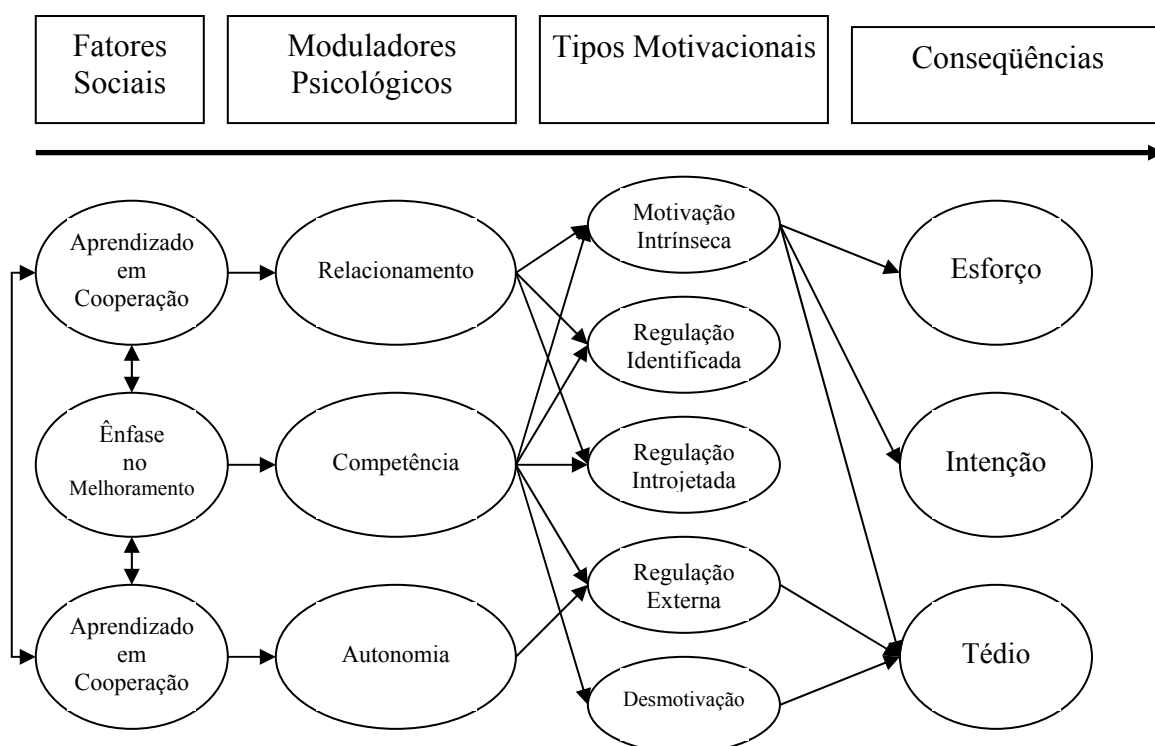 Fatores
Sociais
Moduladores
Psicológicos
Tipos Motivacionais
Conseqüências
Aprendizado
em
Cooperação
Relacionamento
Motivação
Intrínseca
Esforço
Regulação
Identificada
Ênfase
no
Melhoramento
Competência
Regulação
Introjetada
Intenção
Regulação
Externa
Aprendizado
em
Cooperação
Autonomia
Tédio
Desmotivação